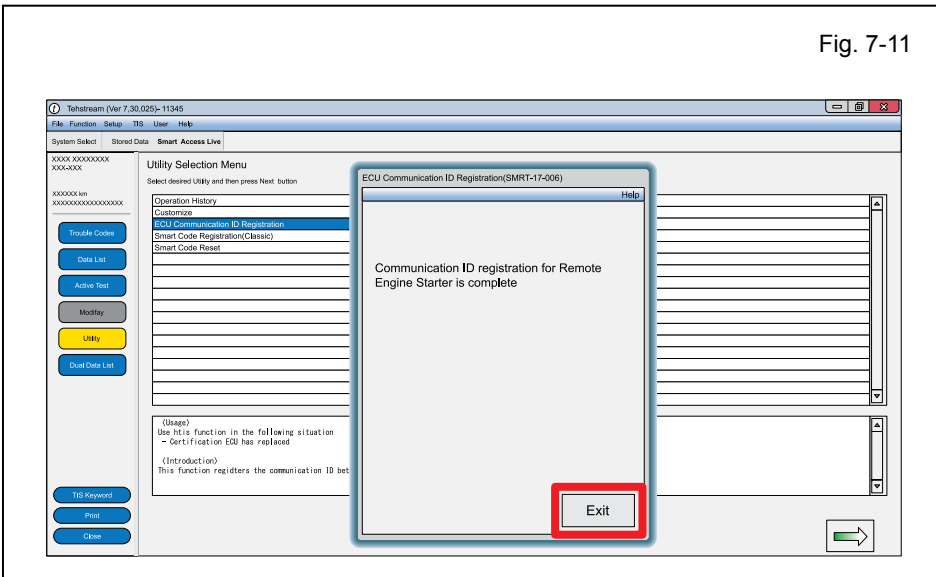 Fig. 7-11
Tehstream (Ver 7,30,025)- 11345
File Function Setup TIS User Help
System Select Stored Data Smart Access Live
XXXX XXXXXXXX
XXX-XXX
XXXXXX km
XXXXXXXXXXXXXXXXX
Trouble Codes
Data List
Active Test
Modifay
Utility
Dual Data List
TIS Keyword
Print
Close
Utility Selection Menu
Select desired Utility and then press Next button
Operation History
Customize
ECU Communication ID Registration
Smart Code Registration(Classic)
Smart Code Reset
(Usage)
Use htis function in the following situation
- Certification ECU has replaced
(Introduction)
This function regidters the communication ID bet
ECU Communication ID Registration(SMRT-17-006)
Help
Communication ID registration for Remote
Engine Starter is complete
Exit